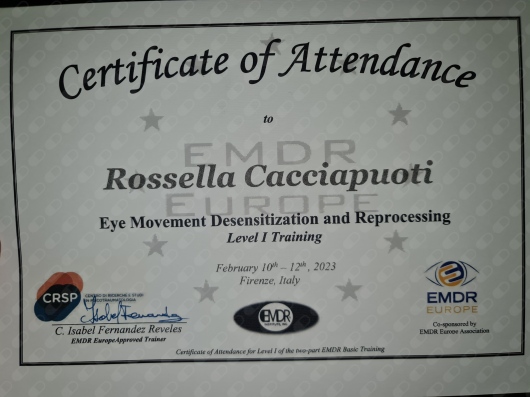 Certificate of Attendance
to
EMDR
Rossella Cacciapuoti
EUROPE
Eye Movement Desensitization and Reprocessing
Level I Training
February 10th – 12th, 2023
Firenze, Italy
CRSP
C. Isabel Fernandez Reveles
EMDR EuropeApproved Trainer
EMDR
EMDR
EUROPE
Co-sponsored by
EMDR Europe Association
Certificate of Attendance for Level I of the two-part EMDR Basic Training